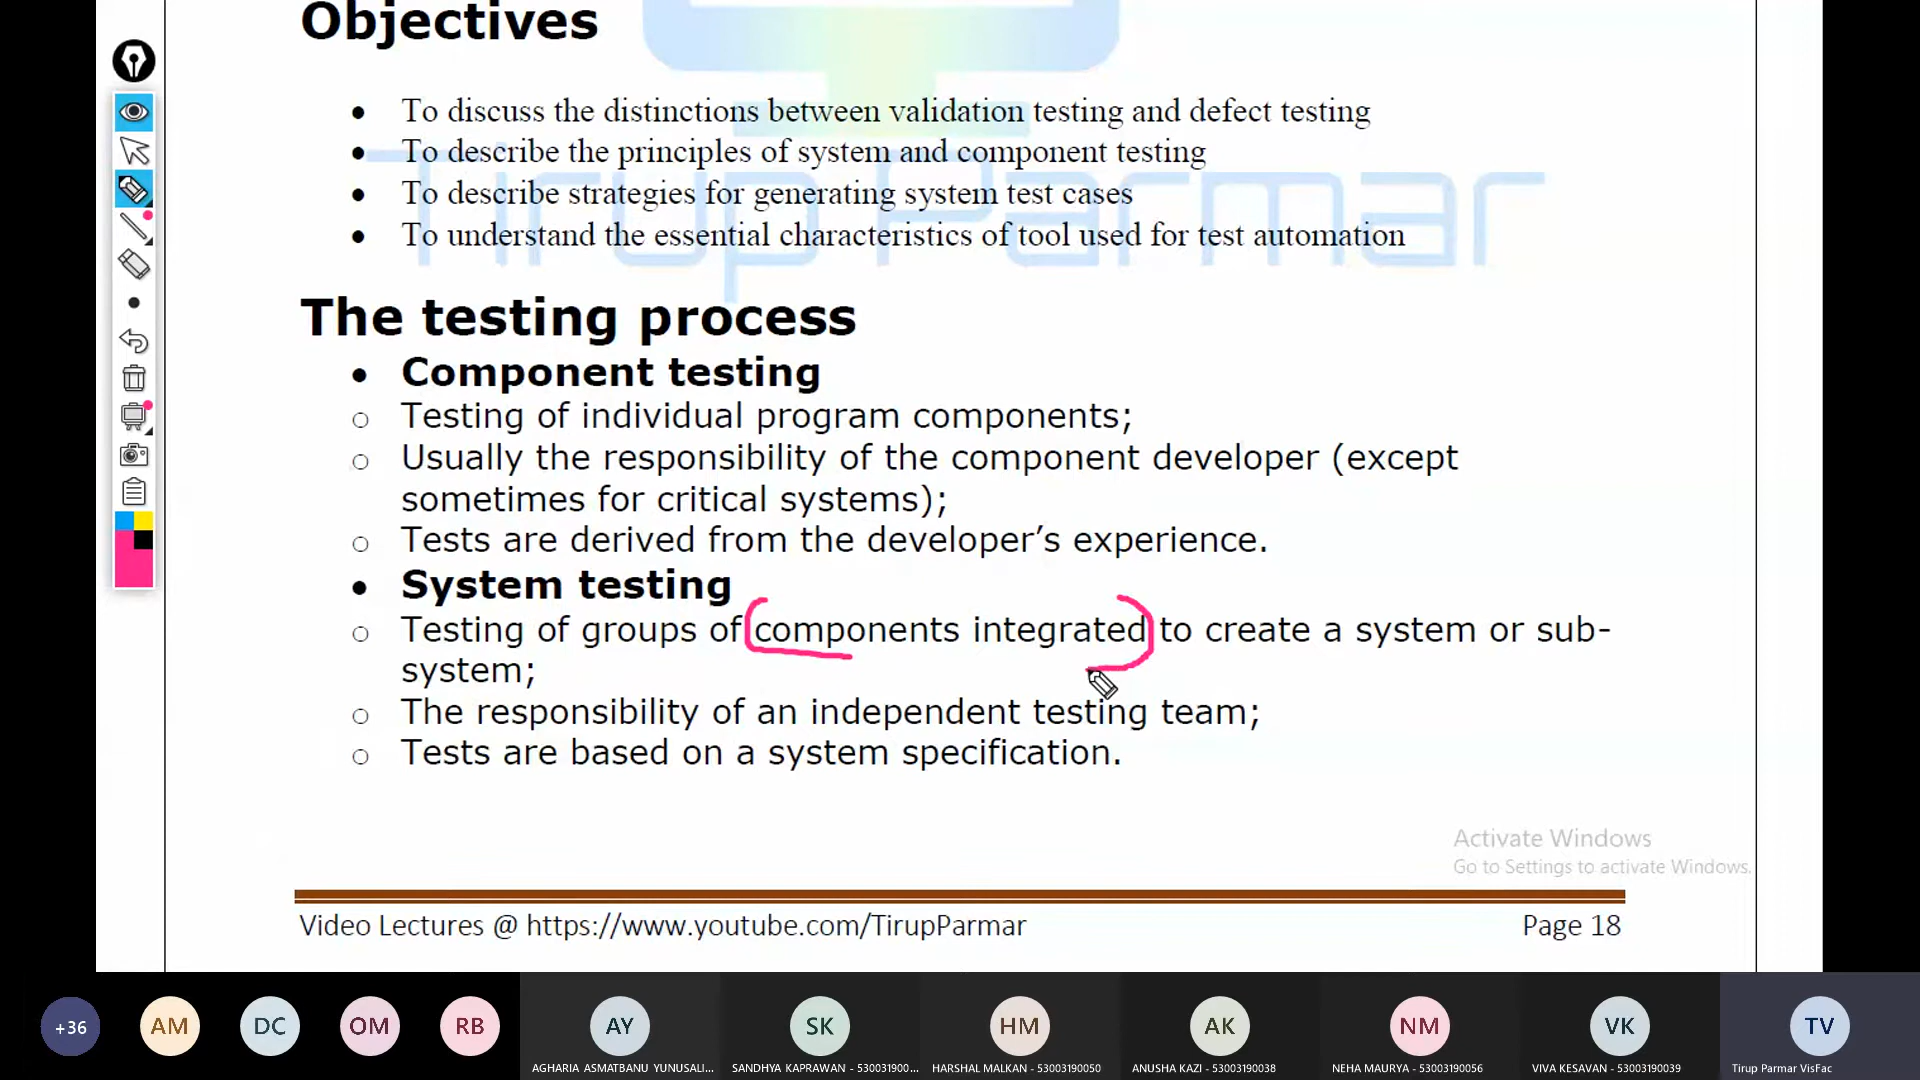 Objectives
• To discuss the distinctions between validation testing and defect testing
• To describe the principles of system and component testing
• To describe strategies for generating system test cases
• To understand the essential characteristics of tool used for test automation
Tirup Parmar
The testing process
• Component testing
○ Testing of individual program components;
○ Usually the responsibility of the component developer (except
sometimes for critical systems);
○ Tests are derived from the developer’s experience.
• System testing
○ Testing of groups of components integrated to create a system or sub-
system;
○ The responsibility of an independent testing team;
○ Tests are based on a system specification.
Activate Windows
Go to Settings to activate Windows.
Video Lectures @ https://www.youtube.com/TirupParmar Page 18
+36 AM DC OM RB AY SK HM AK NM VK TV
AGHARIA ASMATBANU YUNUSALI... SANDHYA KAPRAWAN - 530031900... HARSHAL MALKAN - 53003190050 ANUSHA KAZI - 53003190038 NEHA MAURYA - 53003190056 VIVA KESAVAN - 53003190039 Tirup Parmar VisFac